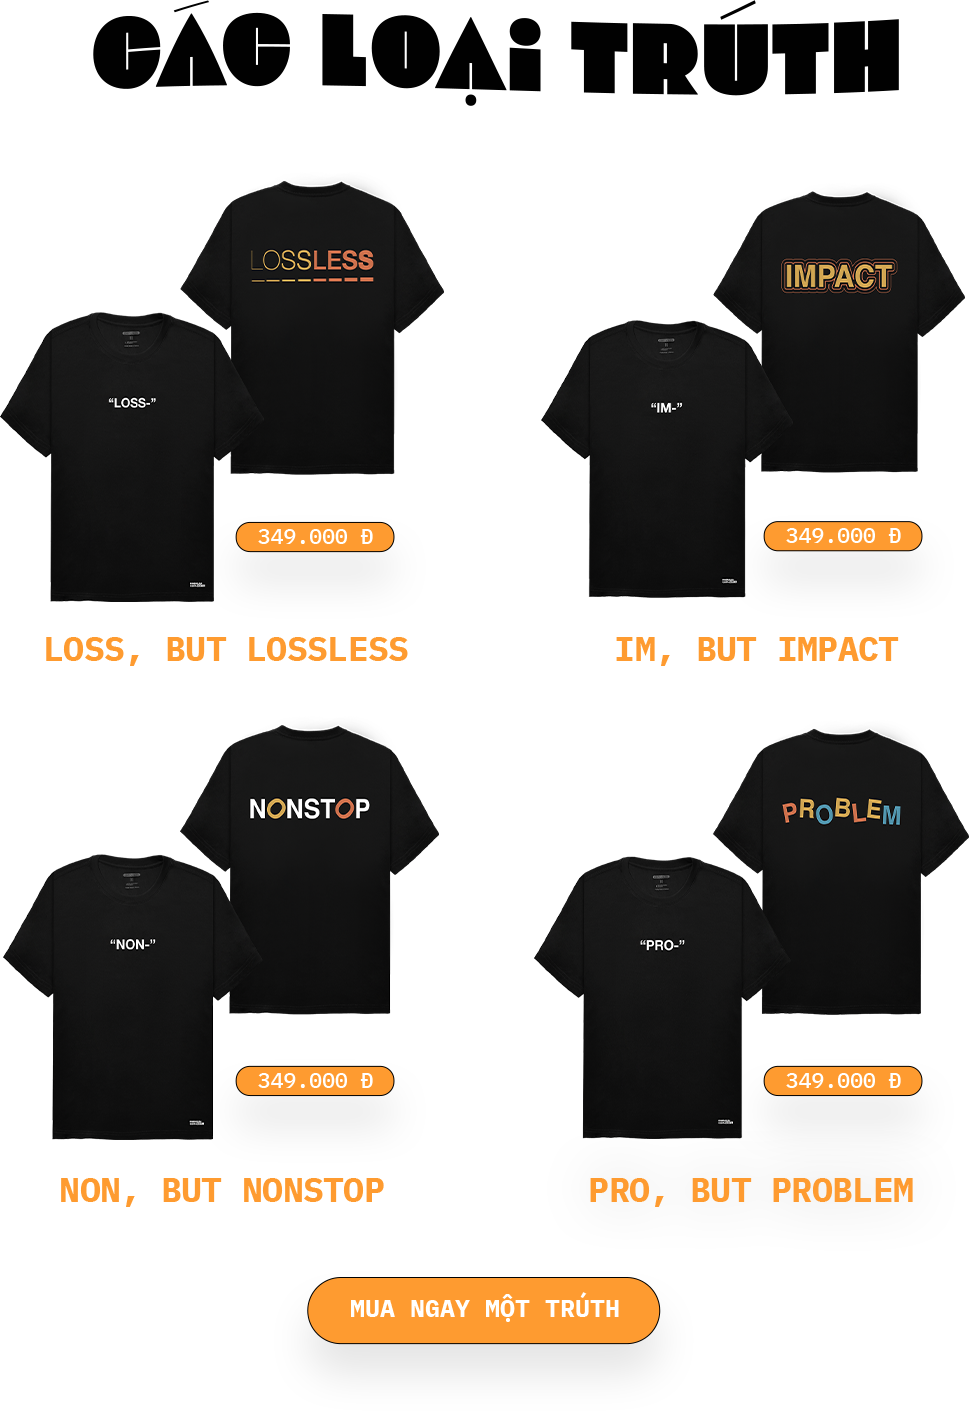 CÁC LOẠi TRÚTH
LOSSLESS
IMPACT
“LOSS-”
“IM-”
349.000 Đ
349.000 Đ
LOSS, BUT LOSSLESS
IM, BUT IMPACT
NONSTOP
PROBLEM
“NON-”
“PRO-”
349.000 Đ
349.000 Đ
NON, BUT NONSTOP
PRO, BUT PROBLEM
MUA NGAY MỘT TRÚTH